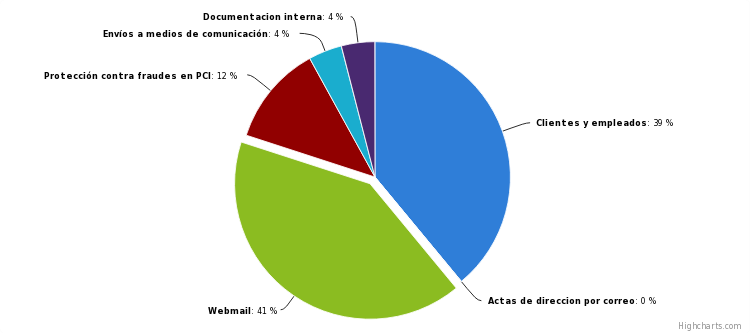 Documentacion interna: 4 %
Envíos a medios de comunicación: 4 %
Protección contra fraudes en PCI: 12 %
Clientes y empleados: 39 %
Actas de direccion por correo: 0 %
Webmail: 41 %
Highcharts.com